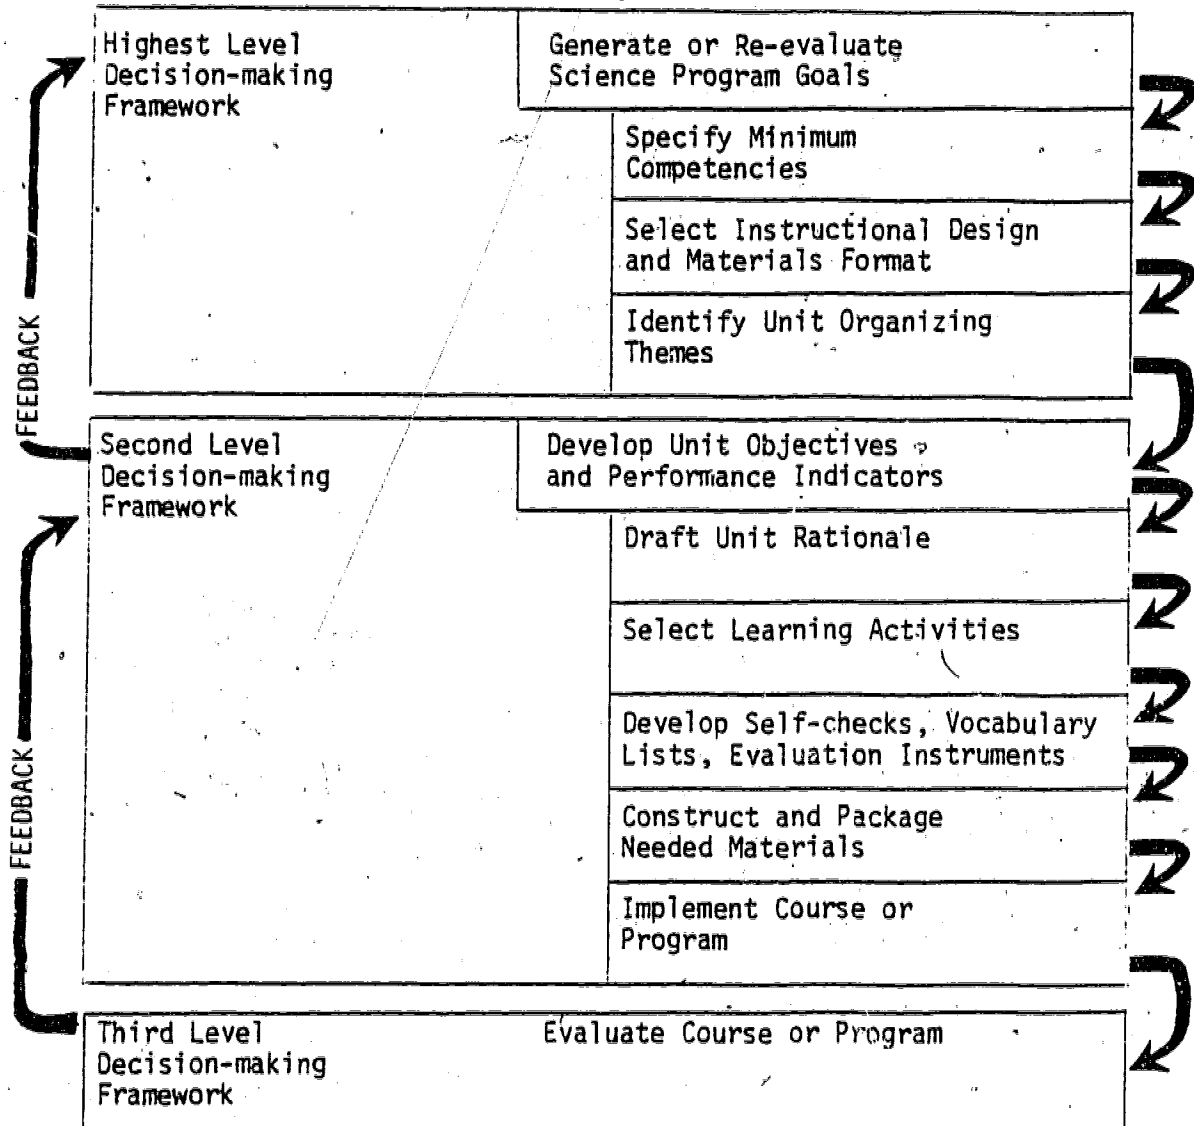 Highest Level
Decision-making
Framework
Generate or Re-evaluate
Science Program Goals
Specify Minimum
Competencies
Select Instructional Design
and Materials Format
Identify Unit Organizing
Themes
FEEDBACK
Second Level
Decision-making
Framework
Develop Unit Objectives
and Performance Indicators
Draft Unit Rationale
Select Learning Activities
Develop Self-checks, Vocabulary
Lists, Evaluation Instruments
Construct and Package
Needed Materials
Implement Course or
Program
FEEDBACK
Third Level
Decision-making
Framework
Evaluate Course or Program